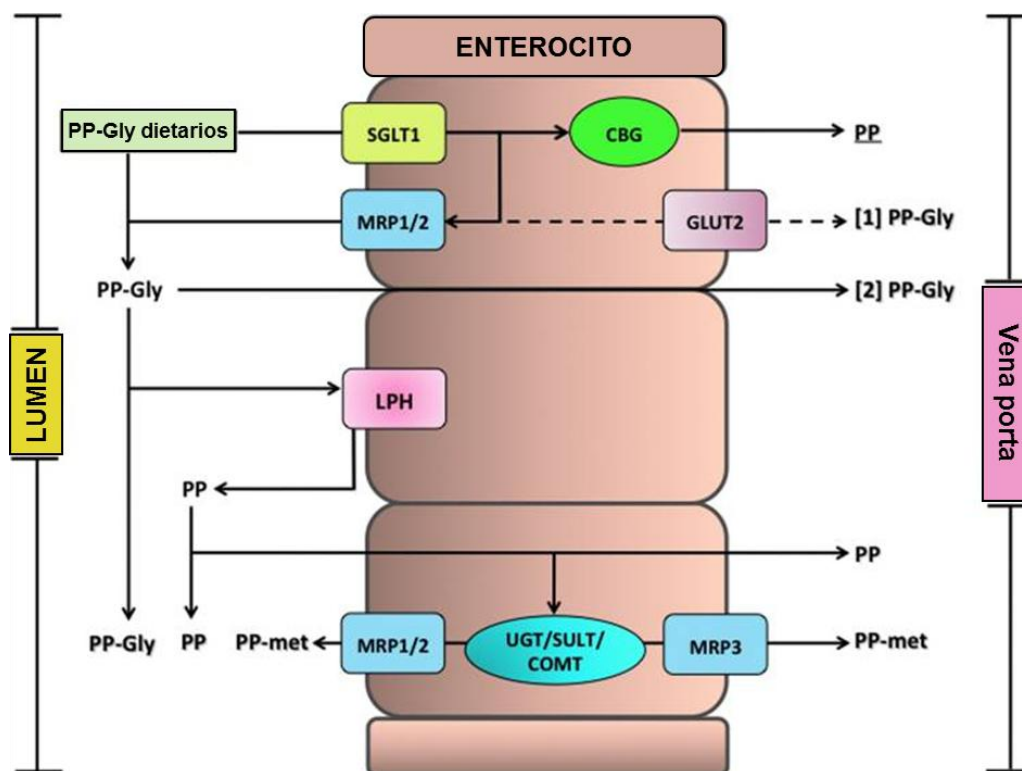 ENTEROCITO
PP-Gly dietarios
SGLT1
CBG
PP
MRP1/2
GLUT2
[1] PP-Gly
PP-Gly
[2] PP-Gly
LUMEN
Vena porta
LPH
PP
PP
PP-Gly
PP
PP-met
MRP1/2
UGT/SULT/
COMT
MRP3
PP-met